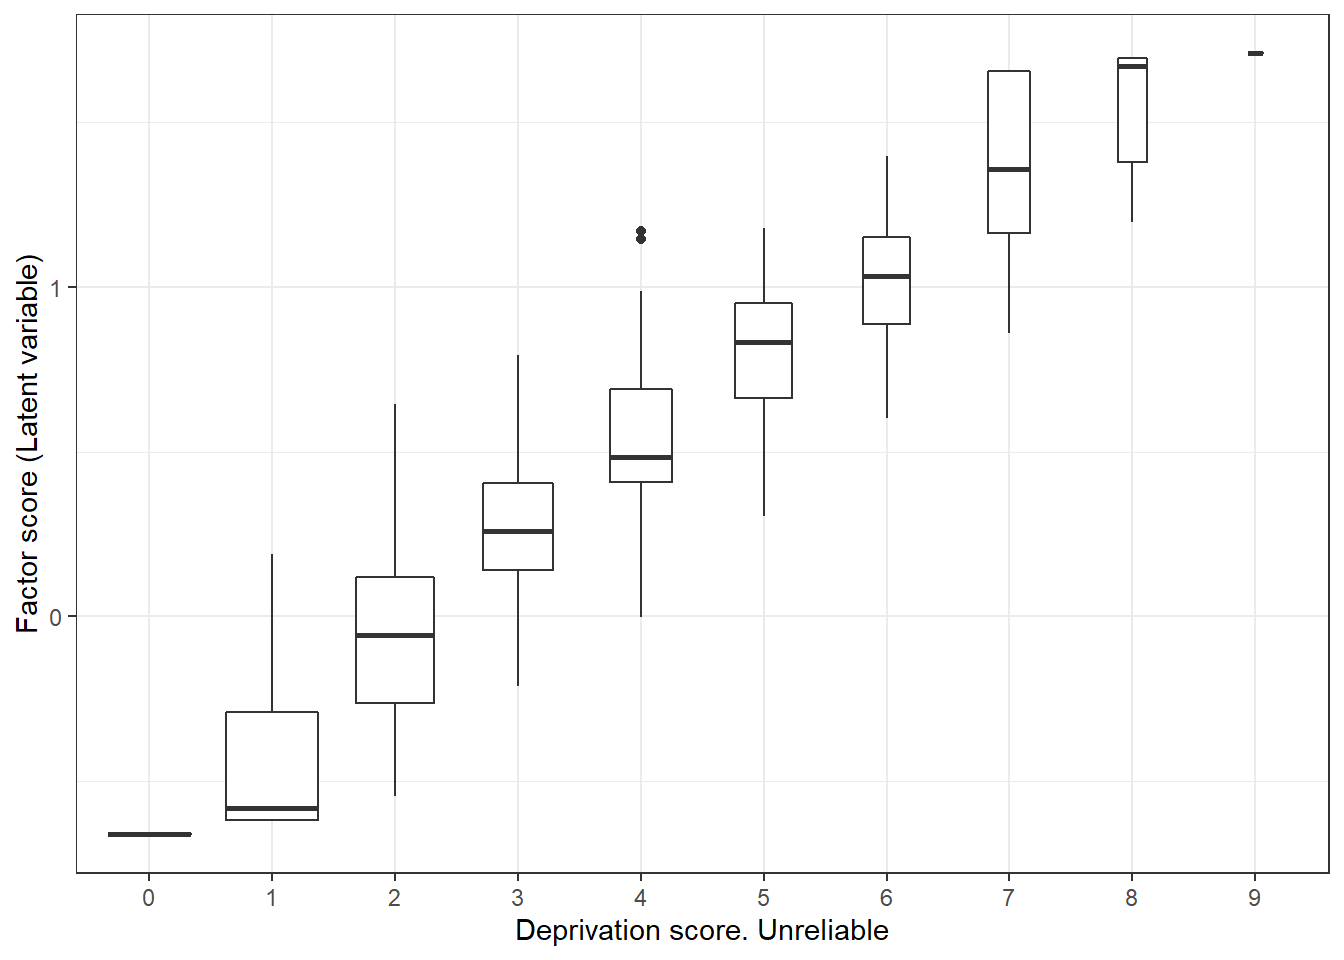 Factor score (Latent variable)
1
0
0 1 2 3 4 5 6 7 8 9
Deprivation score. Unreliable